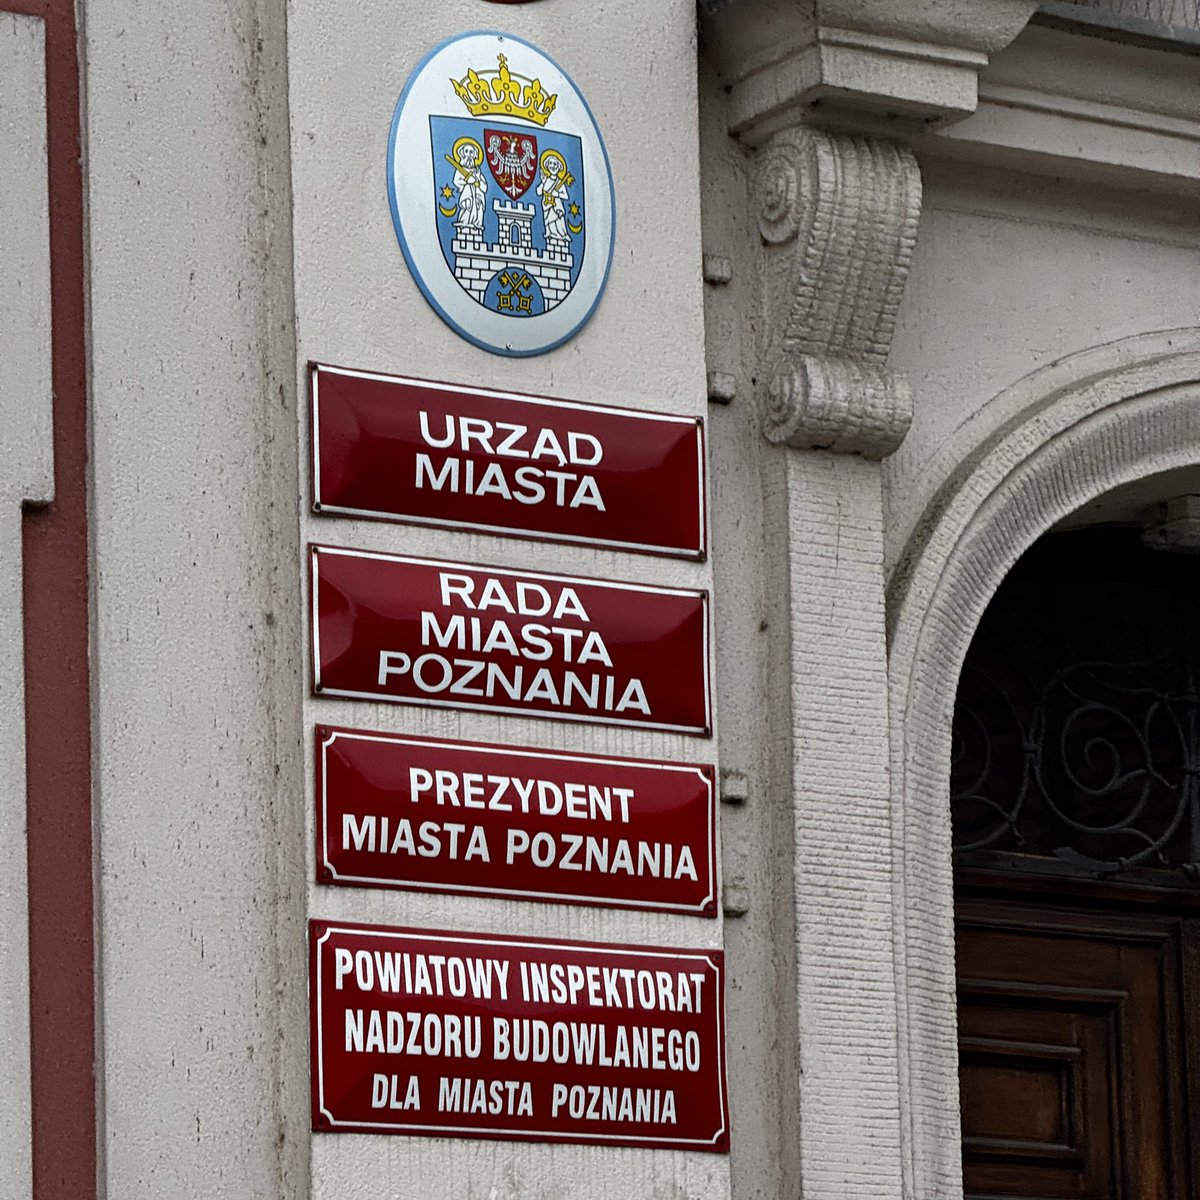 URZĄD
MIASTA
RADA
MIASTA
POZNANIA
PREZYDENT
MIASTA POZNANIA
POWIATOWY INSPEKTORAT
NADZORU BUDOWLANEGO
DLA MIASTA POZNANIA